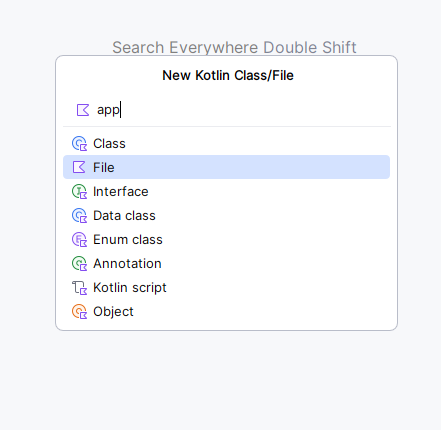 Search Everywhere Double Shift
New Kotlin Class/File
app
Class
File
Interface
Data class
Enum class
Annotation
Kotlin script
Object